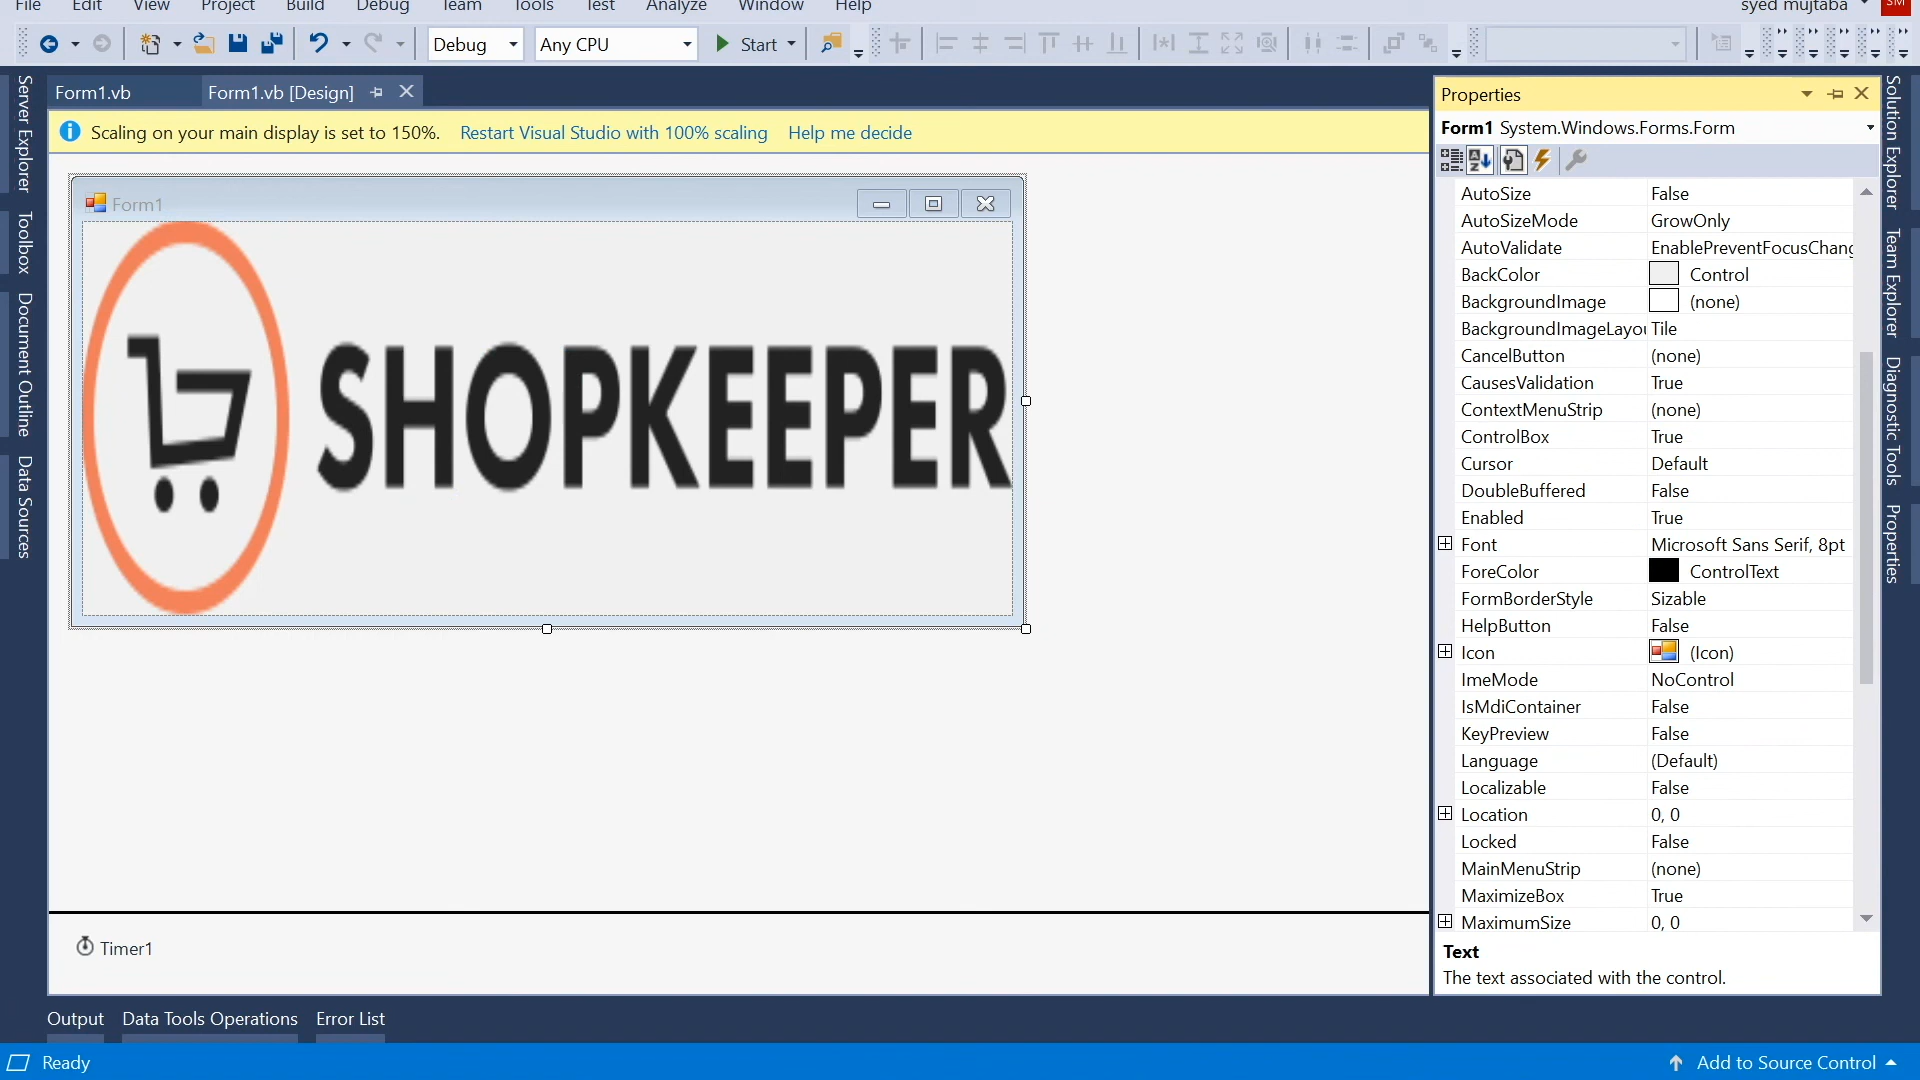 File Edit View Project Build Debug Team Tools Test Analyze Window Help syed mujtaba SM
Debug Any CPU Start
Form1.vb Form1.vb [Design]
Scaling on your main display is set to 150%. Restart Visual Studio with 100% scaling Help me decide
Server Explorer
Toolbox
Document Outline
Data Sources
Form1
SHOPKEEPER
Timer1
Properties
Form1 System.Windows.Forms.Form
AutoSize False
AutoSizeMode GrowOnly
AutoValidate EnablePreventFocusChang
BackColor Control
BackgroundImage (none)
BackgroundImageLayou Tile
CancelButton (none)
CausesValidation True
ContextMenuStrip (none)
ControlBox True
Cursor Default
DoubleBuffered False
Enabled True
Font Microsoft Sans Serif, 8pt
ForeColor ControlText
FormBorderStyle Sizable
HelpButton False
Icon (Icon)
ImeMode NoControl
IsMdiContainer False
KeyPreview False
Language (Default)
Localizable False
Location 0, 0
Locked False
MainMenuStrip (none)
MaximizeBox True
MaximumSize 0, 0
Text
The text associated with the control.
Solution Explorer
Team Explorer
Diagnostic Tools
Properties
Output Data Tools Operations Error List
Ready Add to Source Control